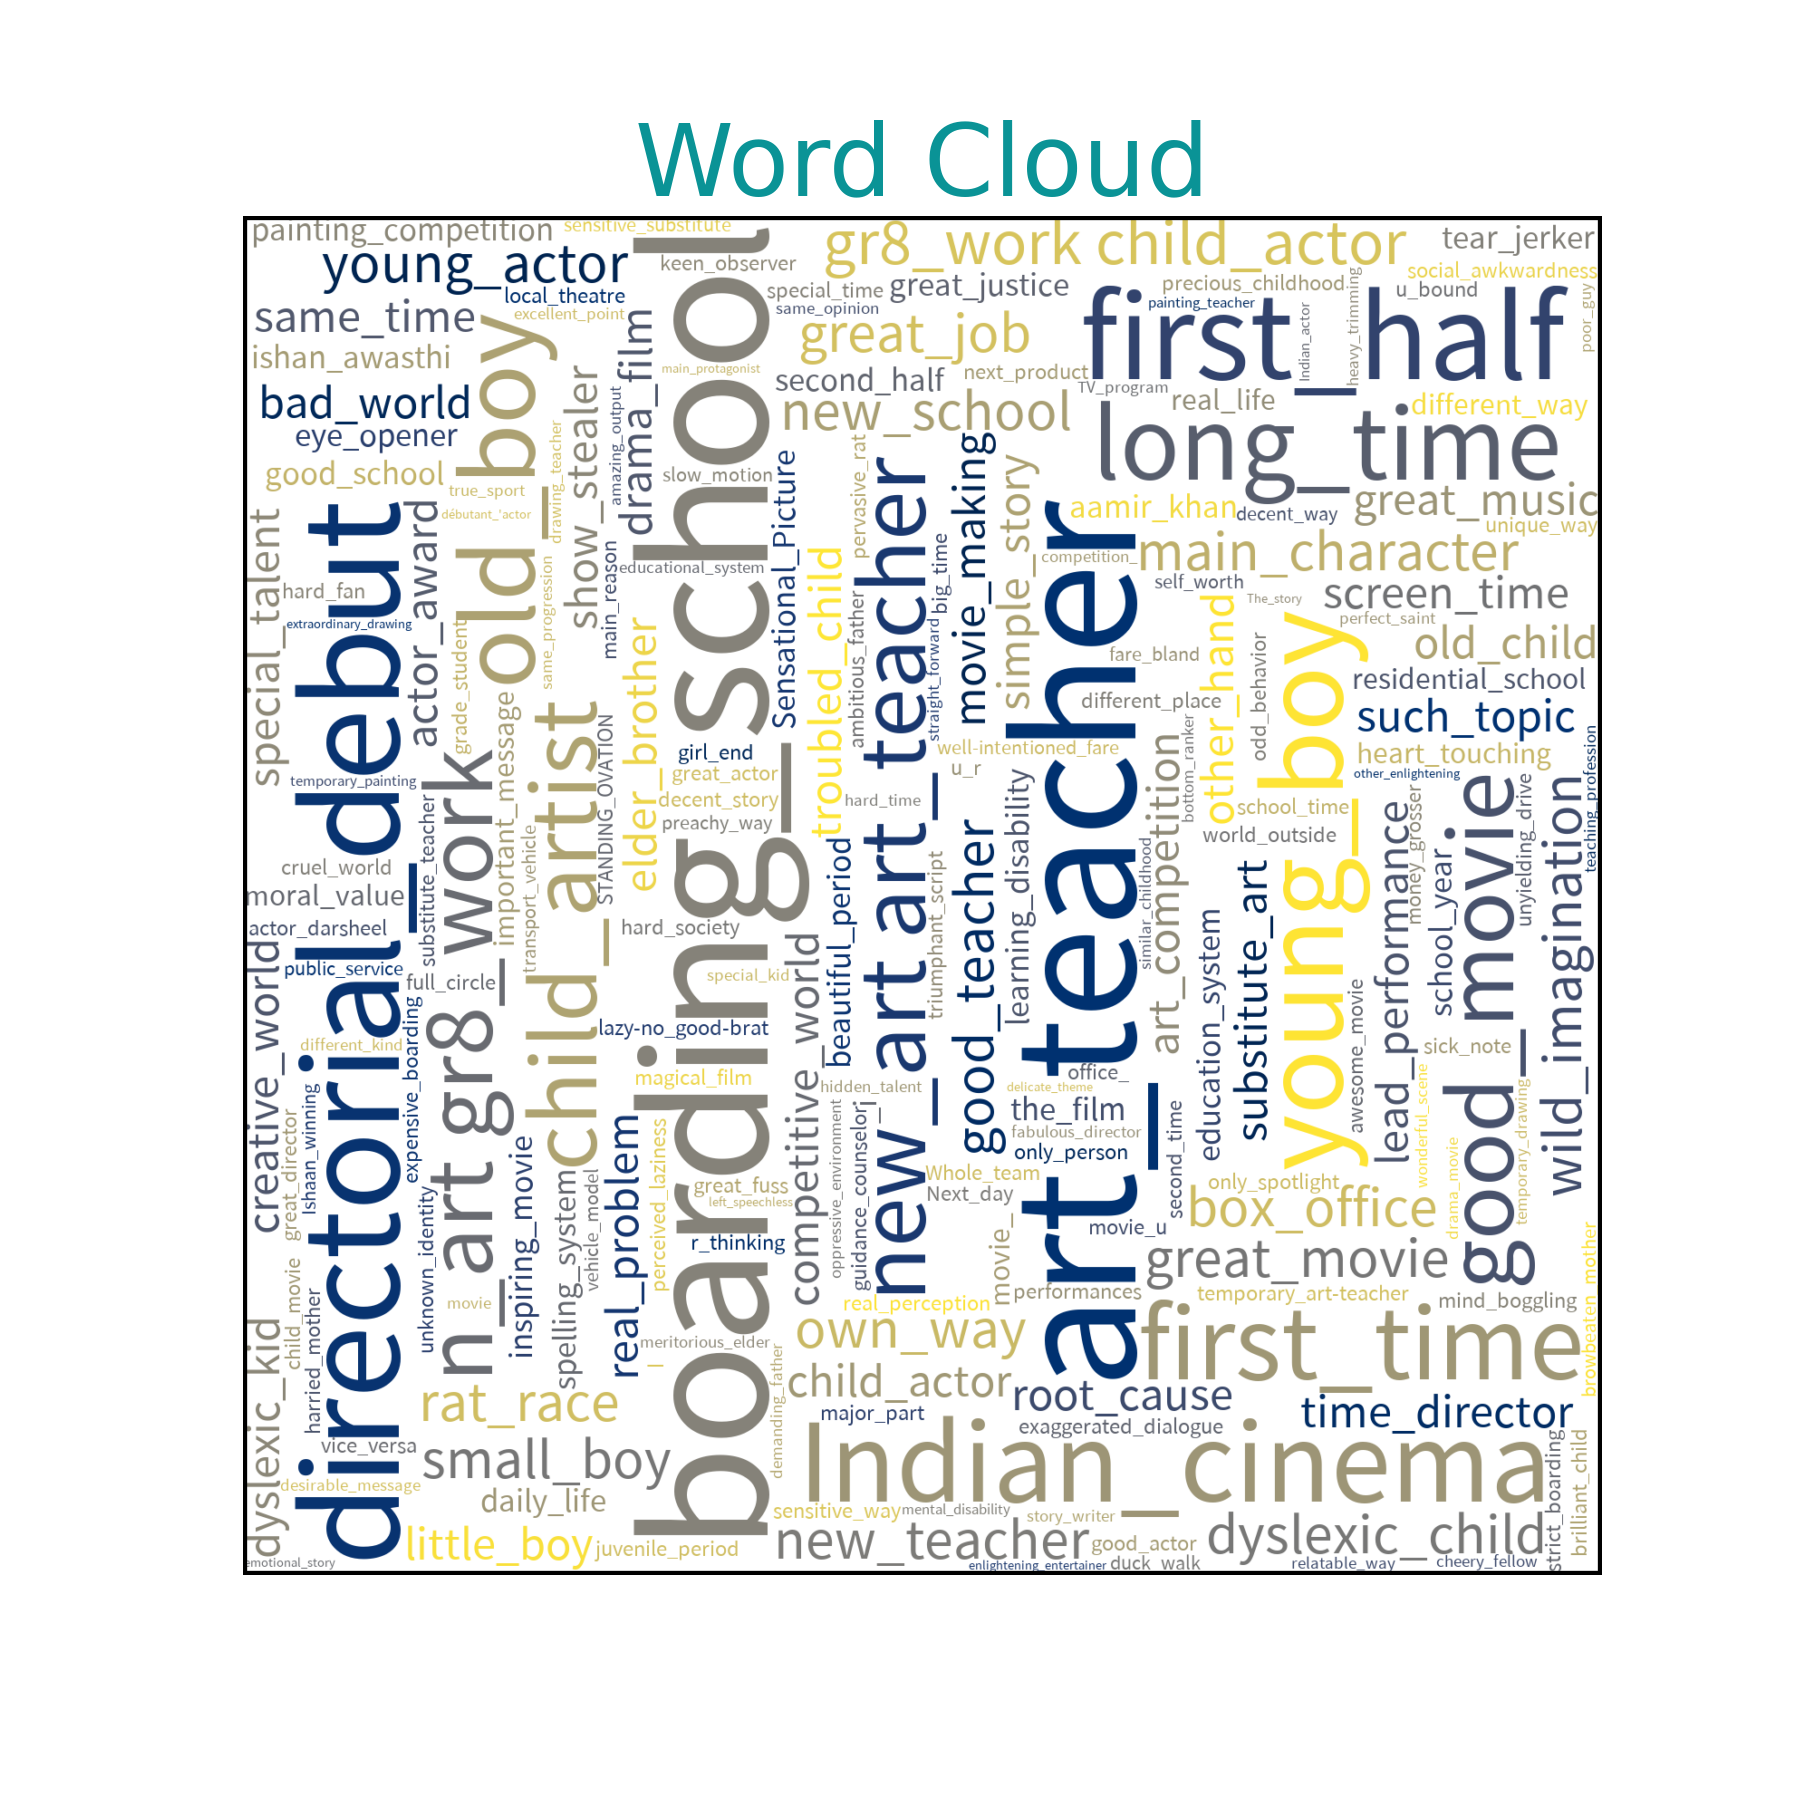 Word Cloud
painting_competition
sensitive_substitute
gr8_work child_actor
tear_jerker
young_actor
keen_observer
social_awkwardness
local_theatre
special_time
great_justice
precious_childhood
u_bound
same_time
excellent_point
same_opinion
painting_teacher
first_half
Indian_actor
heavy_trimming
poor_guy
ishan_awasthi
great_job
main_protagonist
second_half
next_product
TV_program
bad_world
new_school
real_life
different_way
eye_opener
long_time
good_school
slow_motion
true_sport
débutant_'actor
old_boy
drawing_teacher
show_stealer
amazing_output
drama_film
boarding_school
Sensational_Picture
pervasive_rat
new_art art_teacher
movie_making
simple_story
aamir_khan
decent_way
great_music
unique_way
main_character
competition_
educational_system
special_talent
hard_fan
extraordinary_drawing
directorial_debut
actor_award
grade_student
same_progression
main_reason
elder_brother
troubled_child
ambitious_father
big_time
straight_forward
art_teacher
self_worth
The_story
screen_time
perfect_saint
fare_bland
old_child
other_hand
odd_behavior
young_boy
different_place
residential_school
such_topic
girl_end
well-intentioned_fare
heart_touching
great_actor
u_r
other_enlightening
teaching_profession
temporary_painting
decent_story
hard_time
school_time
preachy_way
world_outside
n_art gr8_work
important_message
child_artist
STANDING_OVATION
transport_vehicle
substitute_teacher
cruel_world
moral_value
actor_darsheel
hard_society
public_service
full_circle
special_kid
creative_world
beautiful_period
triumphant_script
good_teacher
learning_disability
similar_childhood
art_competition
bottom_ranker
education_system
substitute_art
awesome_movie
lead_performance
money_grosser
school_year
good_movie
unyielding_drive
wild_imagination
different_kind
expensive_boarding
lazy-no_good-brat
competitive_world
sick_note
magical_film
hidden_talent
office_
delicate_theme
the_film
fabulous_director
only_person
second_time
Whole_team
Next_day
only_spotlight
wonderful_scene
drama_movie
temporary_drawing
great_director
Ishaan_winning
unknown_identity
inspiring_movie
spelling_system
vehicle_model
real_problem
perceived_laziness
great_fuss
left_speechless
oppressive_environment
guidance_counselori
box_office
movie_u
r_thinking
great_movie
movie_
performances
temporary_art-teacher
mind_boggling
browbeaten mother
child_movie
harried_mother
movie
real_perception
own_way
first_time
meritorious_elder
demanding_father
dyslexic_kid
child_actor
root_cause
rat_race
major_part
exaggerated_dialogue
time_director
vice_versa
small_boy
Indian_cinema
desirable_message
daily_life
sensitive_way
mental_disability
story_writer
strict_boarding
brilliant_child
little_boy
juvenile_period
new_teacher
good_actor
dyslexic_child
emotional_story
enlightening_entertainer
duck_walk
relatable_way
cheery_fellow